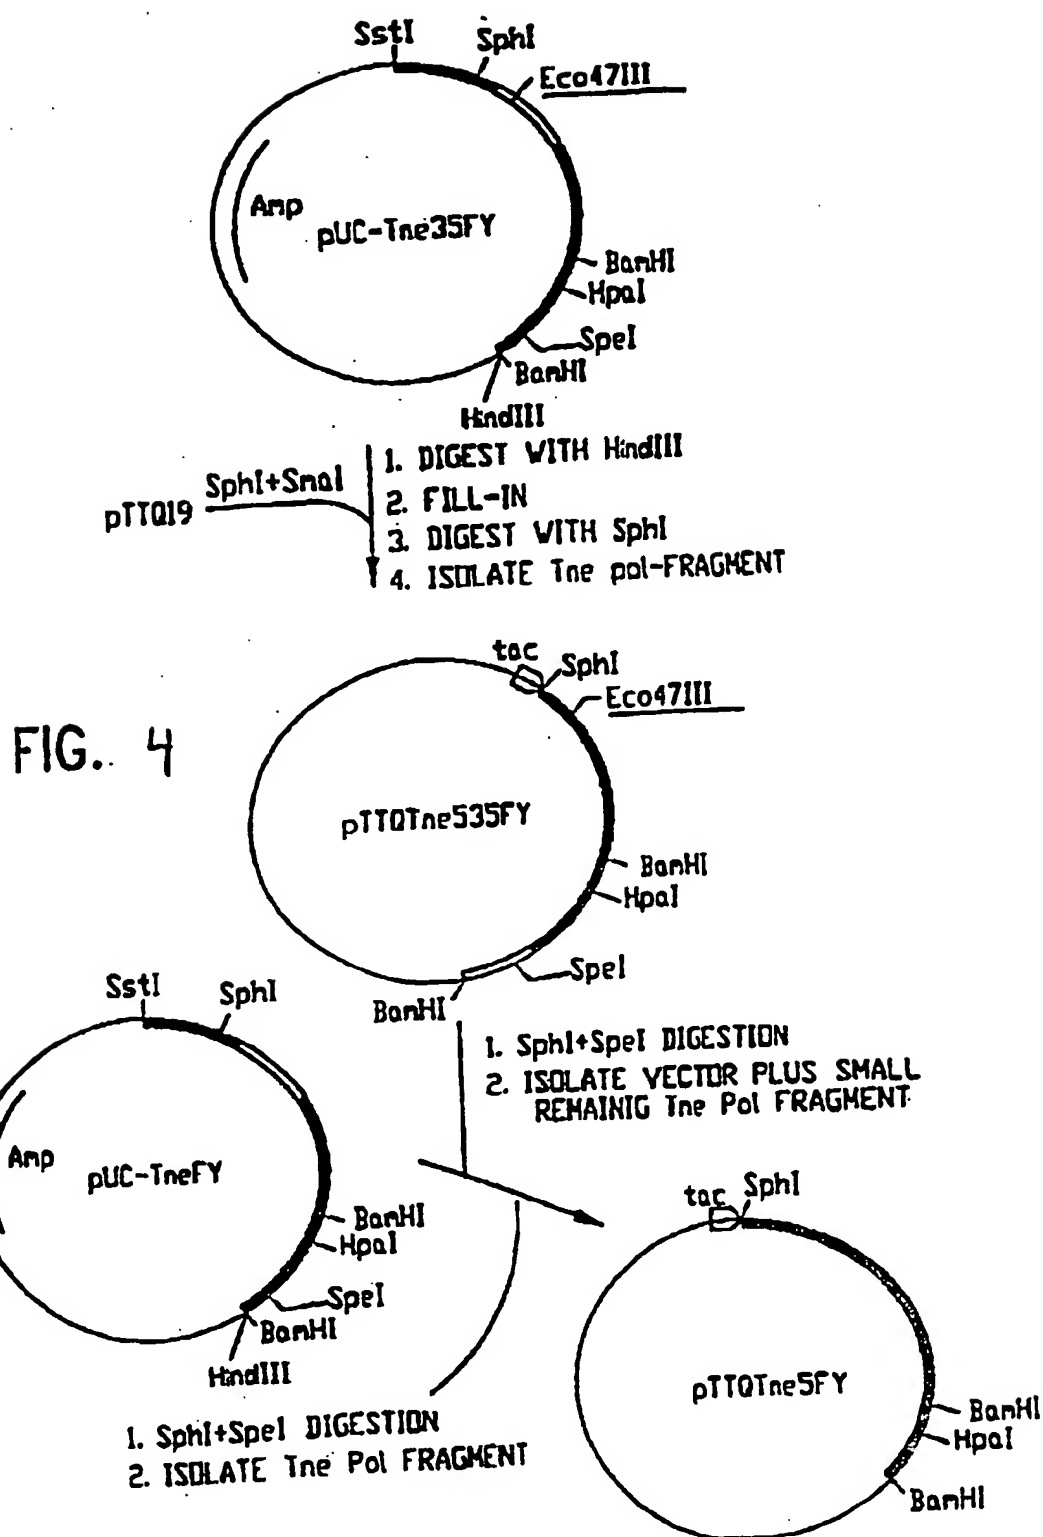 SstI
SphI
Eco47III
Amp
pUC-Tne35FY
BamHI
HpaI
SpeI
BamHI
HindIII
pTTQ19
SphI+SmaI
1. DIGEST WITH HindIII
2. FILL-IN
3. DIGEST WITH SphI
4. ISOLATE Tne pol-FRAGMENT
FIG. 4
tac
SphI
Eco47III
pTTQTne535FY
BamHI
HpaI
SpeI
BamHI
1. SphI+SpeI DIGESTION
2. ISOLATE VECTOR PLUS SMALL
REMAINIG Tne Pol FRAGMENT
SstI
SphI
Amp
pUC-TneFY
BamHI
HpaI
SpeI
BamHI
HindIII
1. SphI+SpeI DIGESTION
2. ISOLATE Tne Pol FRAGMENT
tac
SphI
pTTQTne5FY
BamHI
HpaI
BamHI